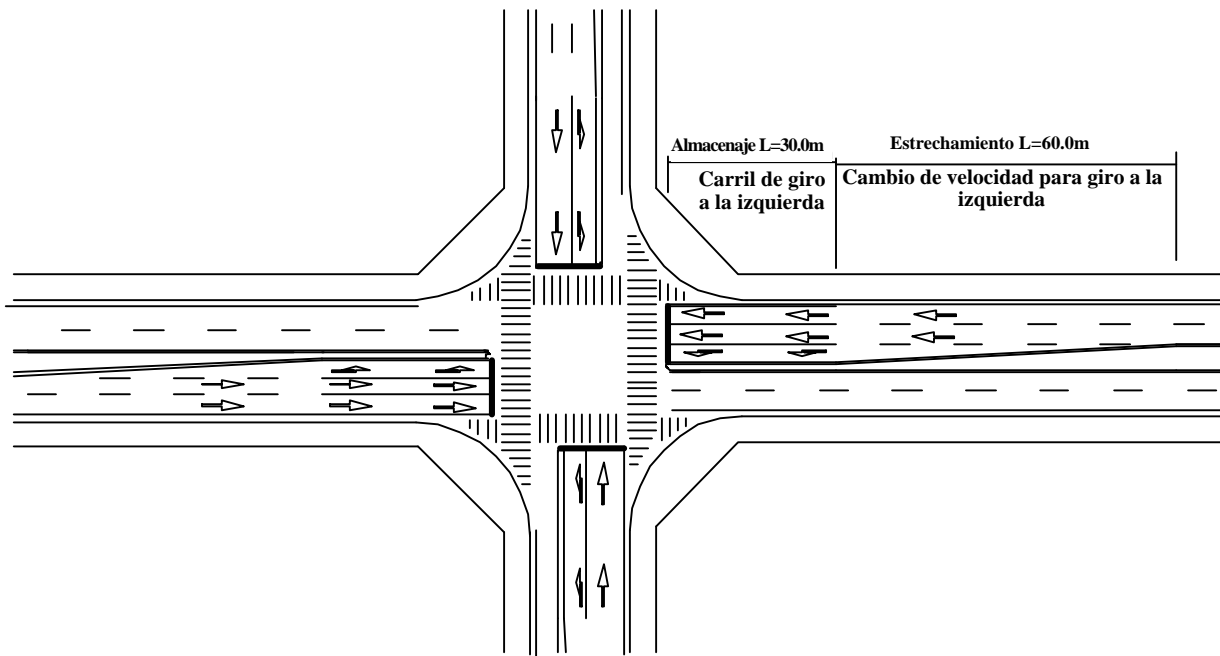 Almacenaje L=30.0m
Estrechamiento L=60.0m
Carril de giro
a la izquierda
Cambio de velocidad para giro a la
izquierda